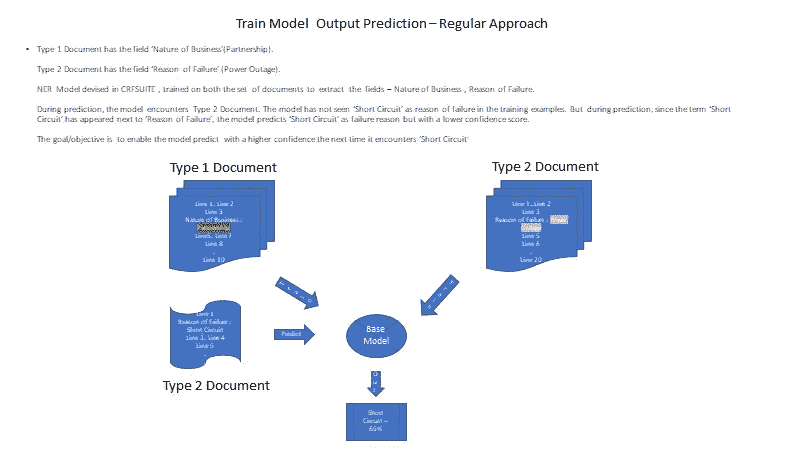 Train Model Output Prediction – Regular Approach
• Type 1 Document has the field ‘Nature of Business’(Partnership).
Type 2 Document has the field ‘Reason of Failure’ (Power Outage).
NER Model devised in CRFSUITE , trained on both the set of documents to extract the fields – Nature of Business , Reason of Failure.
During prediction, the model encounters Type 2 Document. The model has not seen ‘Short Circuit’ as reason of failure in the training examples. But during prediction, since the term ‘Short
Circuit’ has appeared next to ‘Reason of Failure’, the model predicts ‘Short Circuit’ as failure reason but with a lower confidence score.
The goal/objective is to enable the model predict with a higher confidence the next time it encounters ‘Short Circuit’
Type 1 Document
Line 1, Line 2
Line 3
Nature of Business :
Line5, Line 7
Line 8
.
Line 10
Type 2 Document
Line 1, Line 2
Line 3
Reason of Failure :
Line 5
Line 6
.
Line 20
Line 1
Reason of Failure :
Short Circuit
Line 3, Line 4
Line 5
.
Type 2 Document
Predict
Base
Model
Short
Circuit –
65%